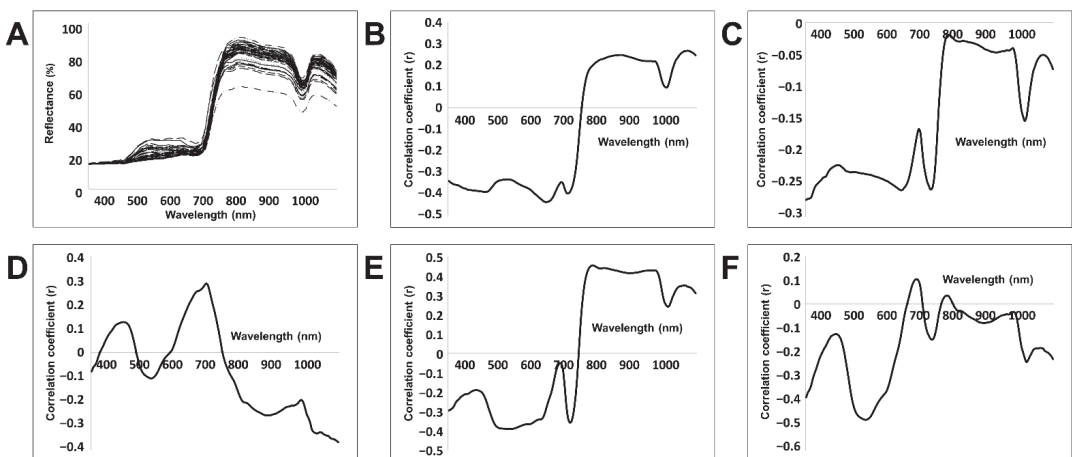 A
Reflectance (%)
100
80
60
40
20
0
500 600 700 800 900 1000
Wavelength (nm)
B
Correlation coefficient (r)
0.4
0.3
0.2
0.1
0
−0.1
−0.2
−0.3
−0.4
−0.5
400 500 600 700 800 900 1000
Wavelength (nm)
C
Correlation coefficient (r)
0
−0.05
−0.1
−0.15
−0.2
−0.25
−0.3
400 500 600 700 800 900 1000
Wavelength (nm)
D
Correlation coefficient (r)
0.4
0.3
0.2
0.1
0
−0.1
−0.2
−0.3
−0.4
400 500 600 700 800 900 1000
Wavelength (nm)
E
Correlation coefficient (r)
0.5
0.4
0.3
0.2
0.1
0
−0.1
−0.2
−0.3
−0.4
−0.5
400 500 600 700 800 900 1000
Wavelength (nm)
F
Correlation coefficient (r)
0.2
0.1
0
−0.1
−0.2
−0.3
−0.4
−0.5
−0.6
400 500 600 700 800 900 1000
Wavelength (nm)